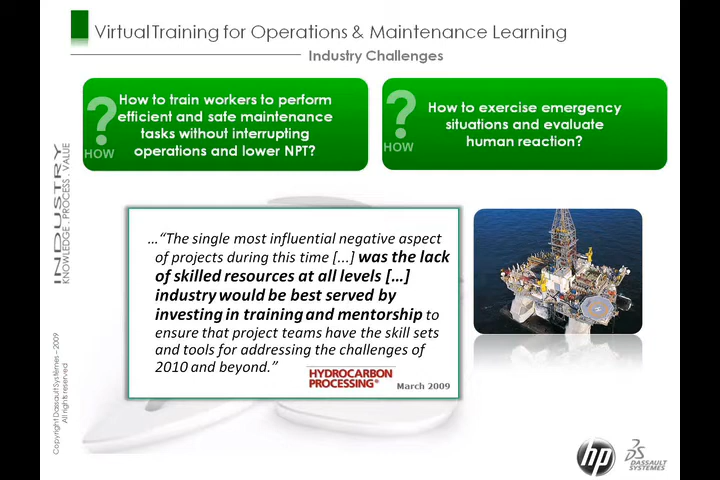 Virtual Training for Operations & Maintenance Learning
Industry Challenges
?
HOW
How to train workers to perform
efficient and safe maintenance
tasks without interrupting
operations and lower NPT?
?
HOW
How to exercise emergency
situations and evaluate
human reaction?
INDUSTRY
KNOWLEDGE . PROCESS . VALUE
…“The single most influential negative aspect
of projects during this time [...] was the lack
of skilled resources at all levels […]
industry would be best served by
investing in training and mentorship to
ensure that project teams have the skill sets
and tools for addressing the challenges of
2010 and beyond.”
HYDROCARBON
PROCESSING®
March 2009
Copyright Dassault Systèmes – 2009
All rights reserved
hp
DS
DASSAULT
SYSTEMES